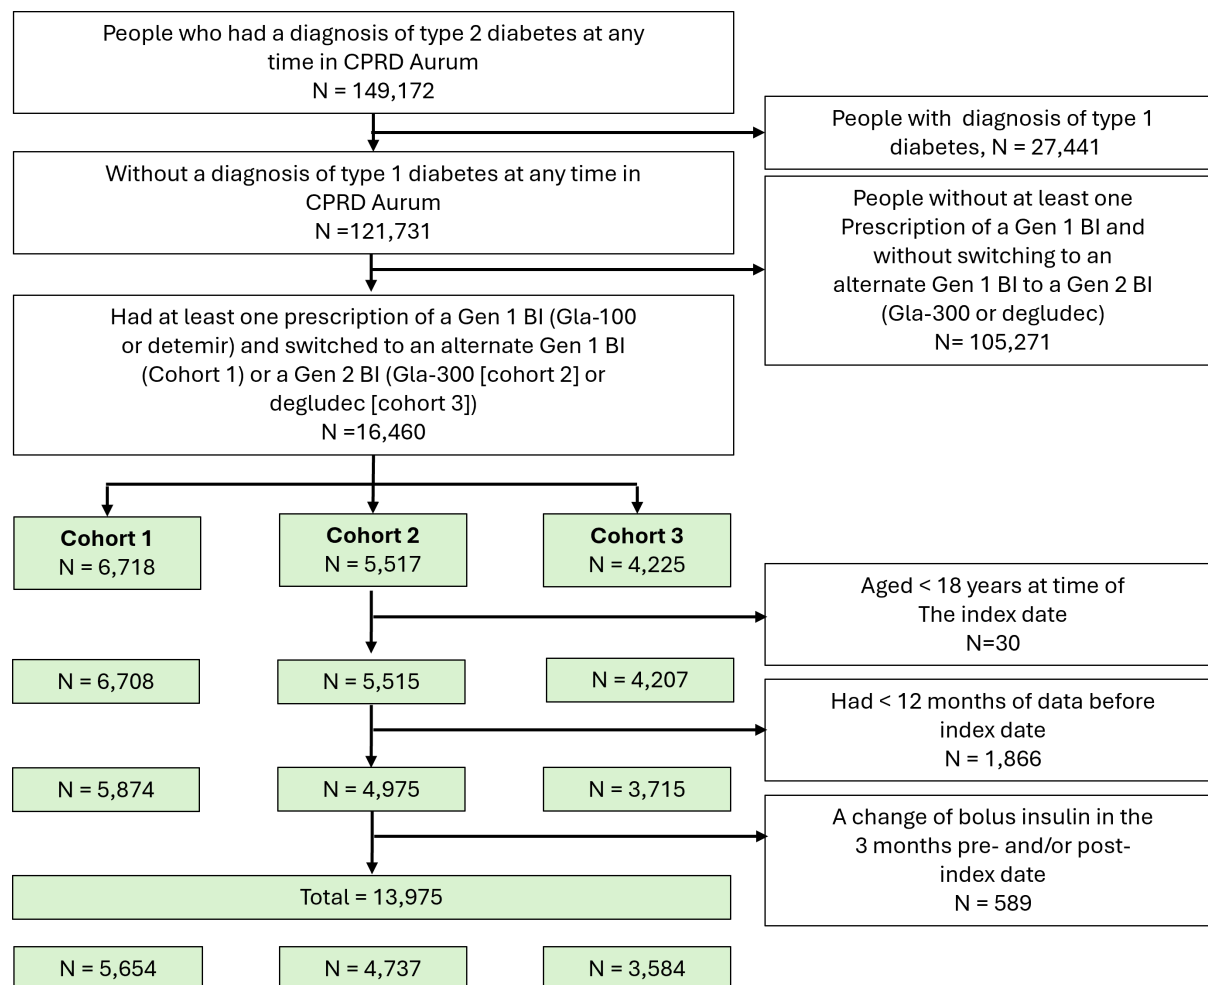 People who had a diagnosis of type 2 diabetes at any
time in CPRD Aurum
N = 149,172
People with  diagnosis of type 1
diabetes, N = 27,441
Without a diagnosis of type 1 diabetes at any time in
CPRD Aurum
N =121,731
People without at least one
Prescription of a Gen 1 BI and
without switching to an
alternate Gen 1 BI to a Gen 2 BI
(Gla-300 or degludec)
N= 105,271
Had at least one prescription of a Gen 1 BI (Gla-100
or detemir) and switched to an alternate Gen 1 BI
(Cohort 1) or a Gen 2 BI (Gla-300 [cohort 2] or
degludec [cohort 3])
N =16,460
Cohort 1
N = 6,718
Cohort 2
N = 5,517
Cohort 3
N = 4,225
Aged < 18 years at time of
The index date
N=30
N = 6,708
N = 5,515
N = 4,207
Had < 12 months of data before
index date
N = 1,866
N = 5,874
N = 4,975
N = 3,715
A change of bolus insulin in the
3 months pre- and/or post-
index date
N = 589
Total = 13,975
N = 5,654
N = 4,737
N = 3,584